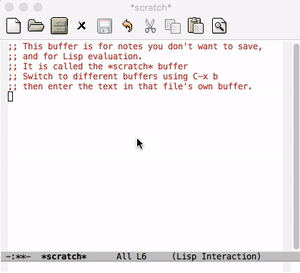 *scratch*
;; This buffer is for notes you don't want to save,
;; and for Lisp evaluation.
;; It is called the *scratch* buffer
;; Switch to different buffers using C-x b
;; then enter the text in that file's own buffer.
-:**-  *scratch*      All L6     (Lisp Interaction)